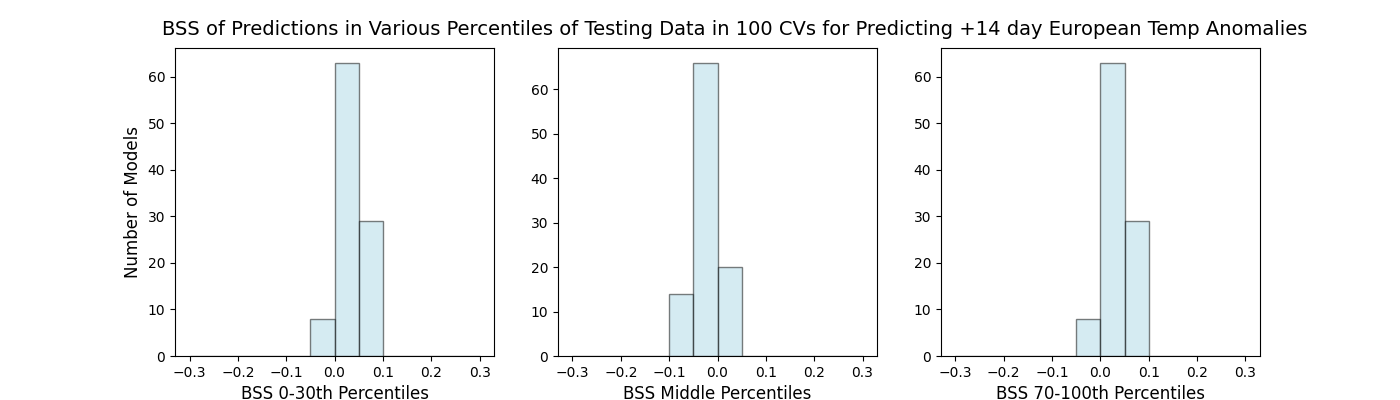 BSS of Predictions in Various Percentiles of Testing Data in 100 CVs for Predicting +14 day European Temp Anomalies
Number of Models
60
50
40
30
20
10
0
−0.3 −0.2 −0.1 0.0 0.1 0.2 0.3
BSS 0-30th Percentiles
60
50
40
30
20
10
0
−0.3 −0.2 −0.1 0.0 0.1 0.2 0.3
BSS Middle Percentiles
60
50
40
30
20
10
0
−0.3 −0.2 −0.1 0.0 0.1 0.2 0.3
BSS 70-100th Percentiles